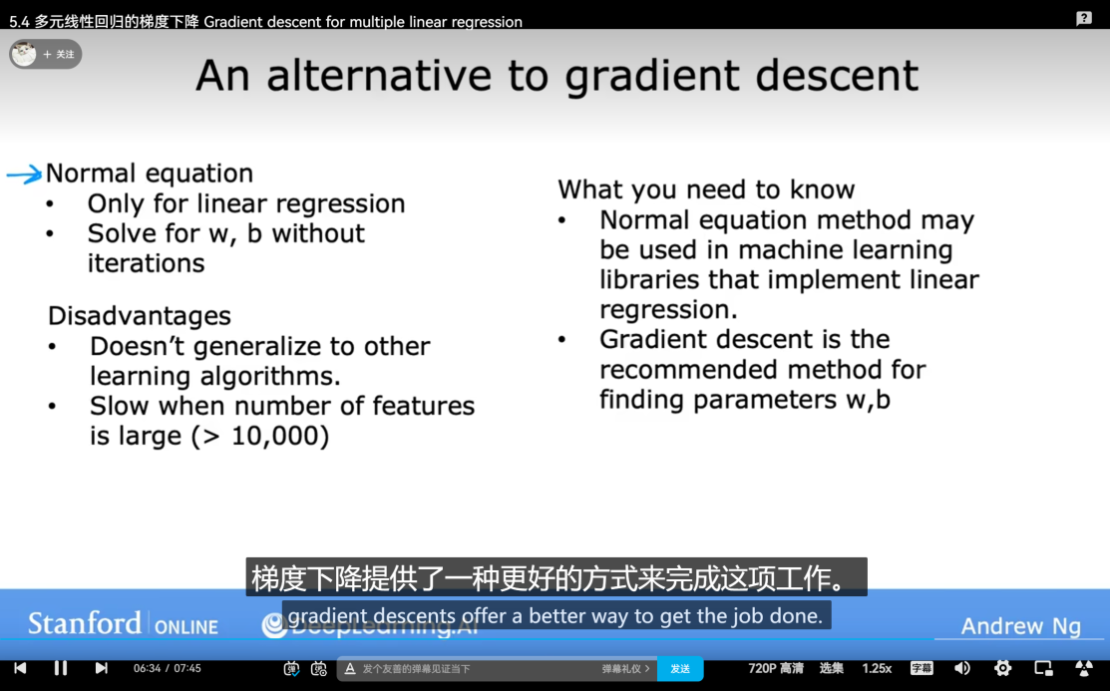 5.4 多元线性回归的梯度下降 Gradient descent for multiple linear regression
+ 关注
An alternative to gradient descent
Normal equation
• Only for linear regression
• Solve for w, b without
iterations
Disadvantages
• Doesn't generalize to other
learning algorithms.
• Slow when number of features
is large (> 10,000)
What you need to know
• Normal equation method may
be used in machine learning
libraries that implement linear
regression.
• Gradient descent is the
recommended method for
finding parameters w,b
梯度下降提供了一种更好的方式来完成这项工作。
gradient descents offer a better way to get the job done.
Stanford ONLINE
DeepLearning.AI
Andrew Ng
06:34 / 07:45
发个友善的弹幕见证当下
弹幕礼仪 >
发送
720P 高清
选集
1.25x
字幕